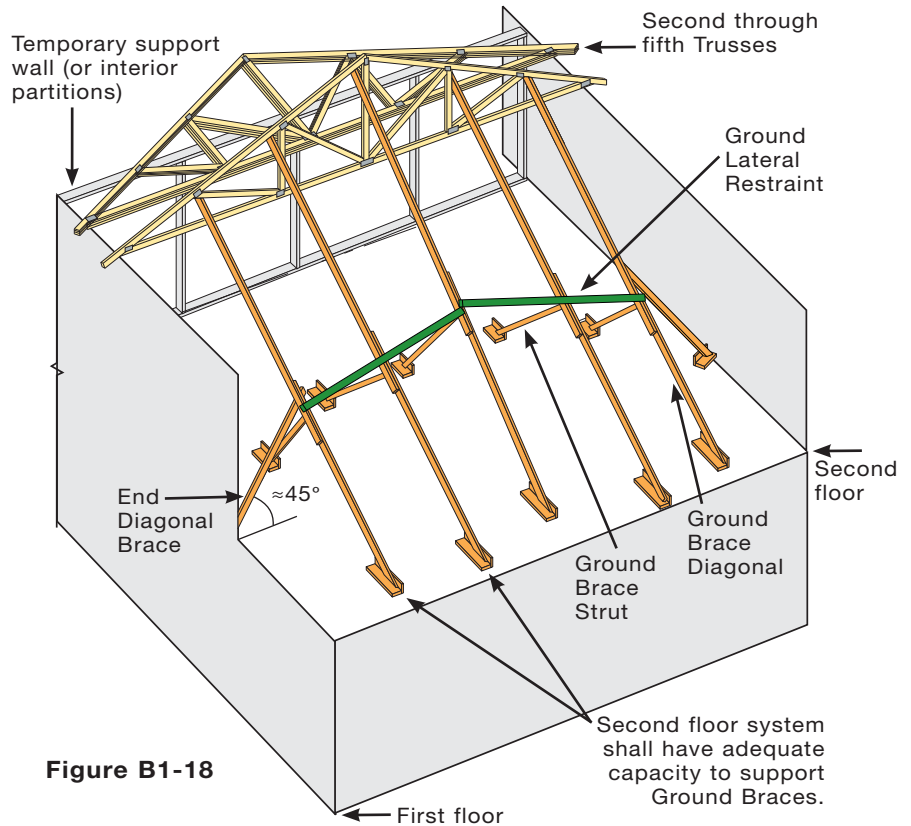 Temporary support
wall (or interior
partitions)
Second through
fifth Trusses
Ground
Lateral
Restraint
End
Diagonal
Brace
≈45º
Second
floor
Ground
Brace
Diagonal
Ground
Brace
Strut
Second floor system
shall have adequate
capacity to support
Ground Braces.
Figure B1-18
First floor